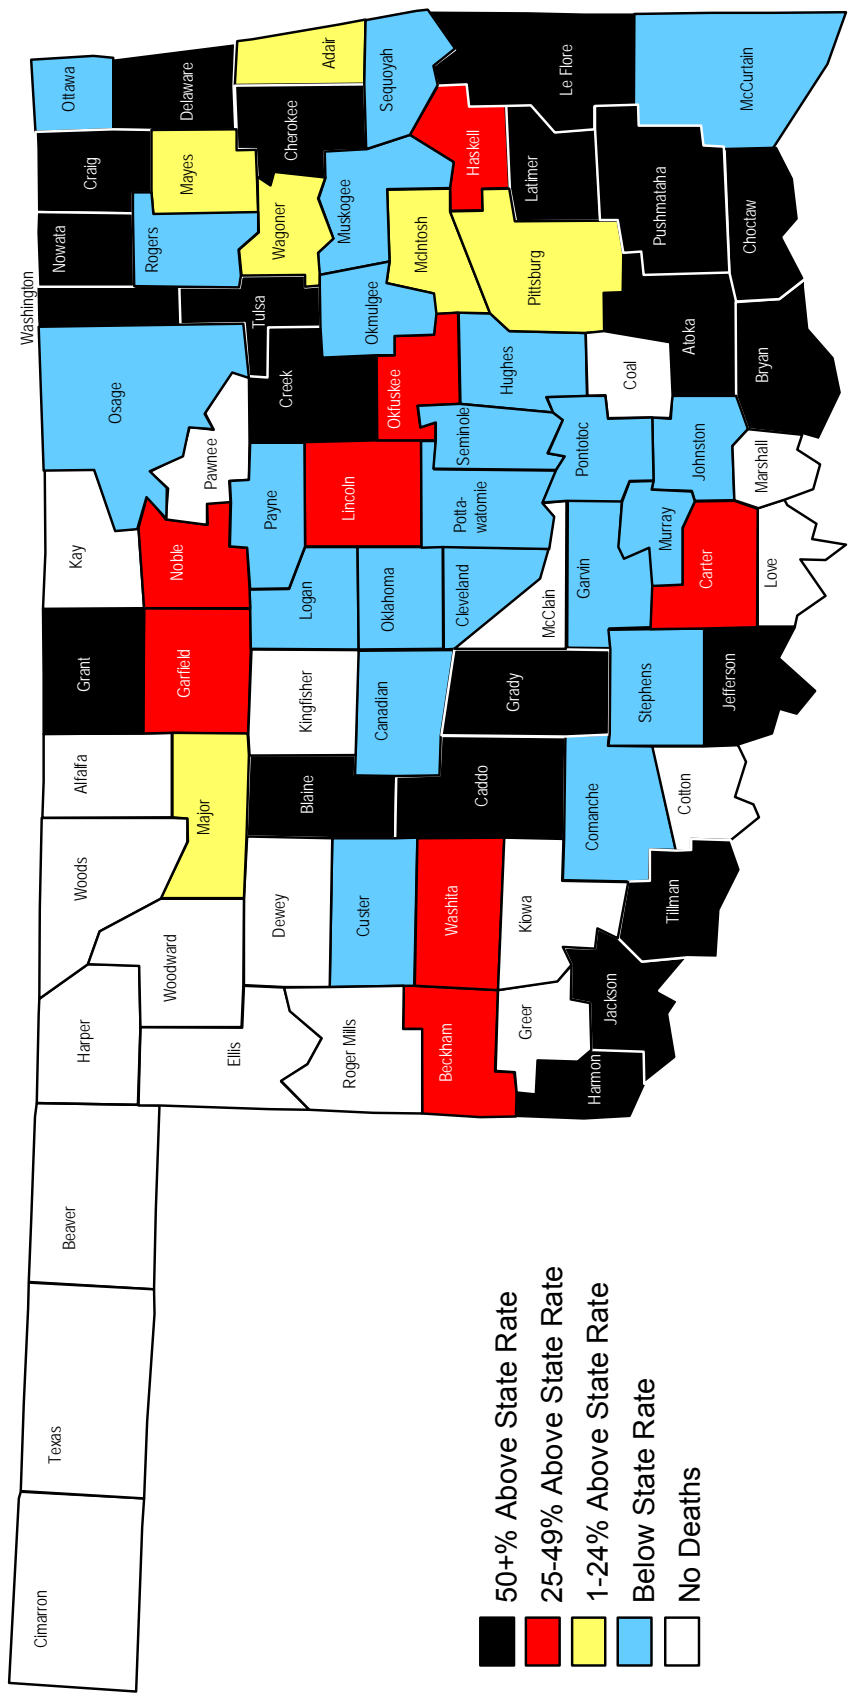 Cimarron
Texas
Beaver
Harper
Woods
Alfalfa
Grant
Kay
Osage
Washington
Nowata
Craig
Ottawa
Ellis
Woodward
Major
Garfield
Noble
Pawnee
Rogers
Mayes
Delaware
Roger Mills
Dewey
Blaine
Kingfisher
Logan
Payne
Creek
Tulsa
Wagoner
Cherokee
Adair
Beckham
Custer
Washita
Caddo
Canadian
Oklahoma
Lincoln
Okfuskee
Okmulgee
Muskogee
Sequoyah
Cleveland
Potta-
watomie
Seminole
Hughes
McIntosh
Haskell
Greer
Kiowa
Grady
McClain
Pittsburg
Latimer
Le Flore
Harmon
Jackson
Comanche
Stephens
Garvin
Pontotoc
Coal
Tillman
Cotton
Jefferson
Carter
Murray
Johnston
Atoka
Pushmataha
McCurtain
Love
Marshall
Bryan
Choctaw
50+% Above State Rate
25-49% Above State Rate
1-24% Above State Rate
Below State Rate
No Deaths